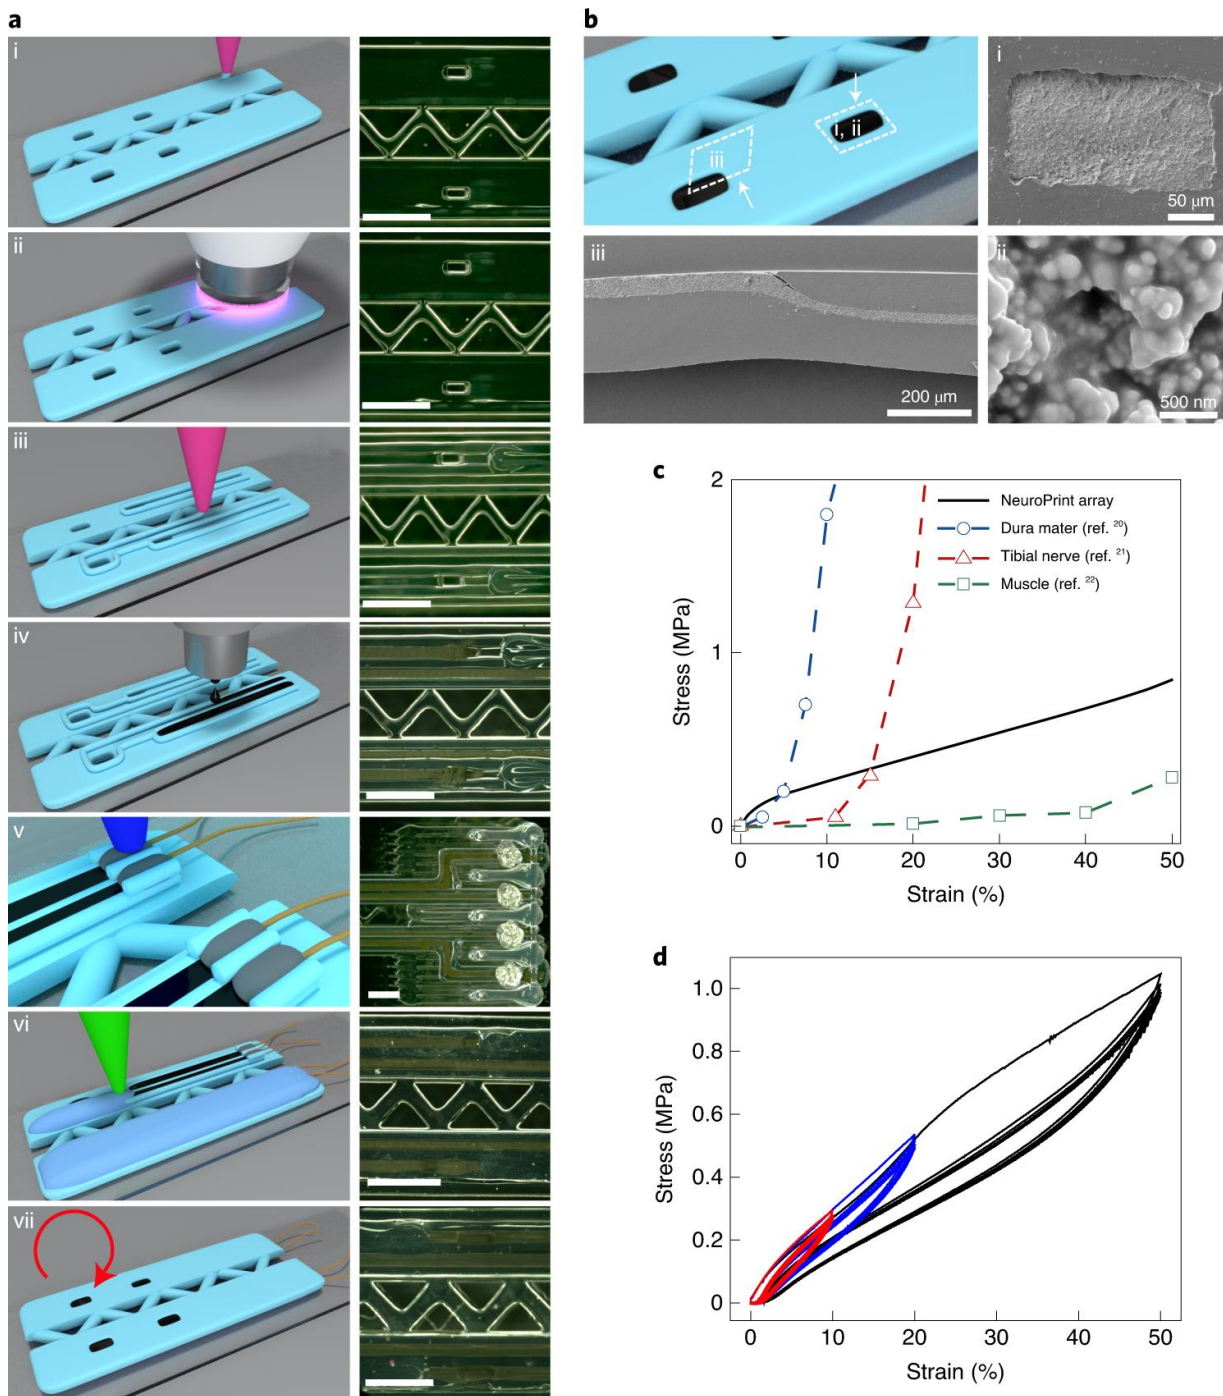 a
i
ii
iii
iv
v
vi
vii
b
i, ii
iii
i
50 μm
iii
200 μm
ii
500 nm
c
2
1
0
Stress (MPa)
NeuroPrint array
Dura mater (ref. 20)
Tibial nerve (ref. 21)
Muscle (ref. 22)
0 10 20 30 40 50
Strain (%)
d
1.0
0.8
0.6
0.4
0.2
0
Stress (MPa)
0 10 20 30 40 50
Strain (%)